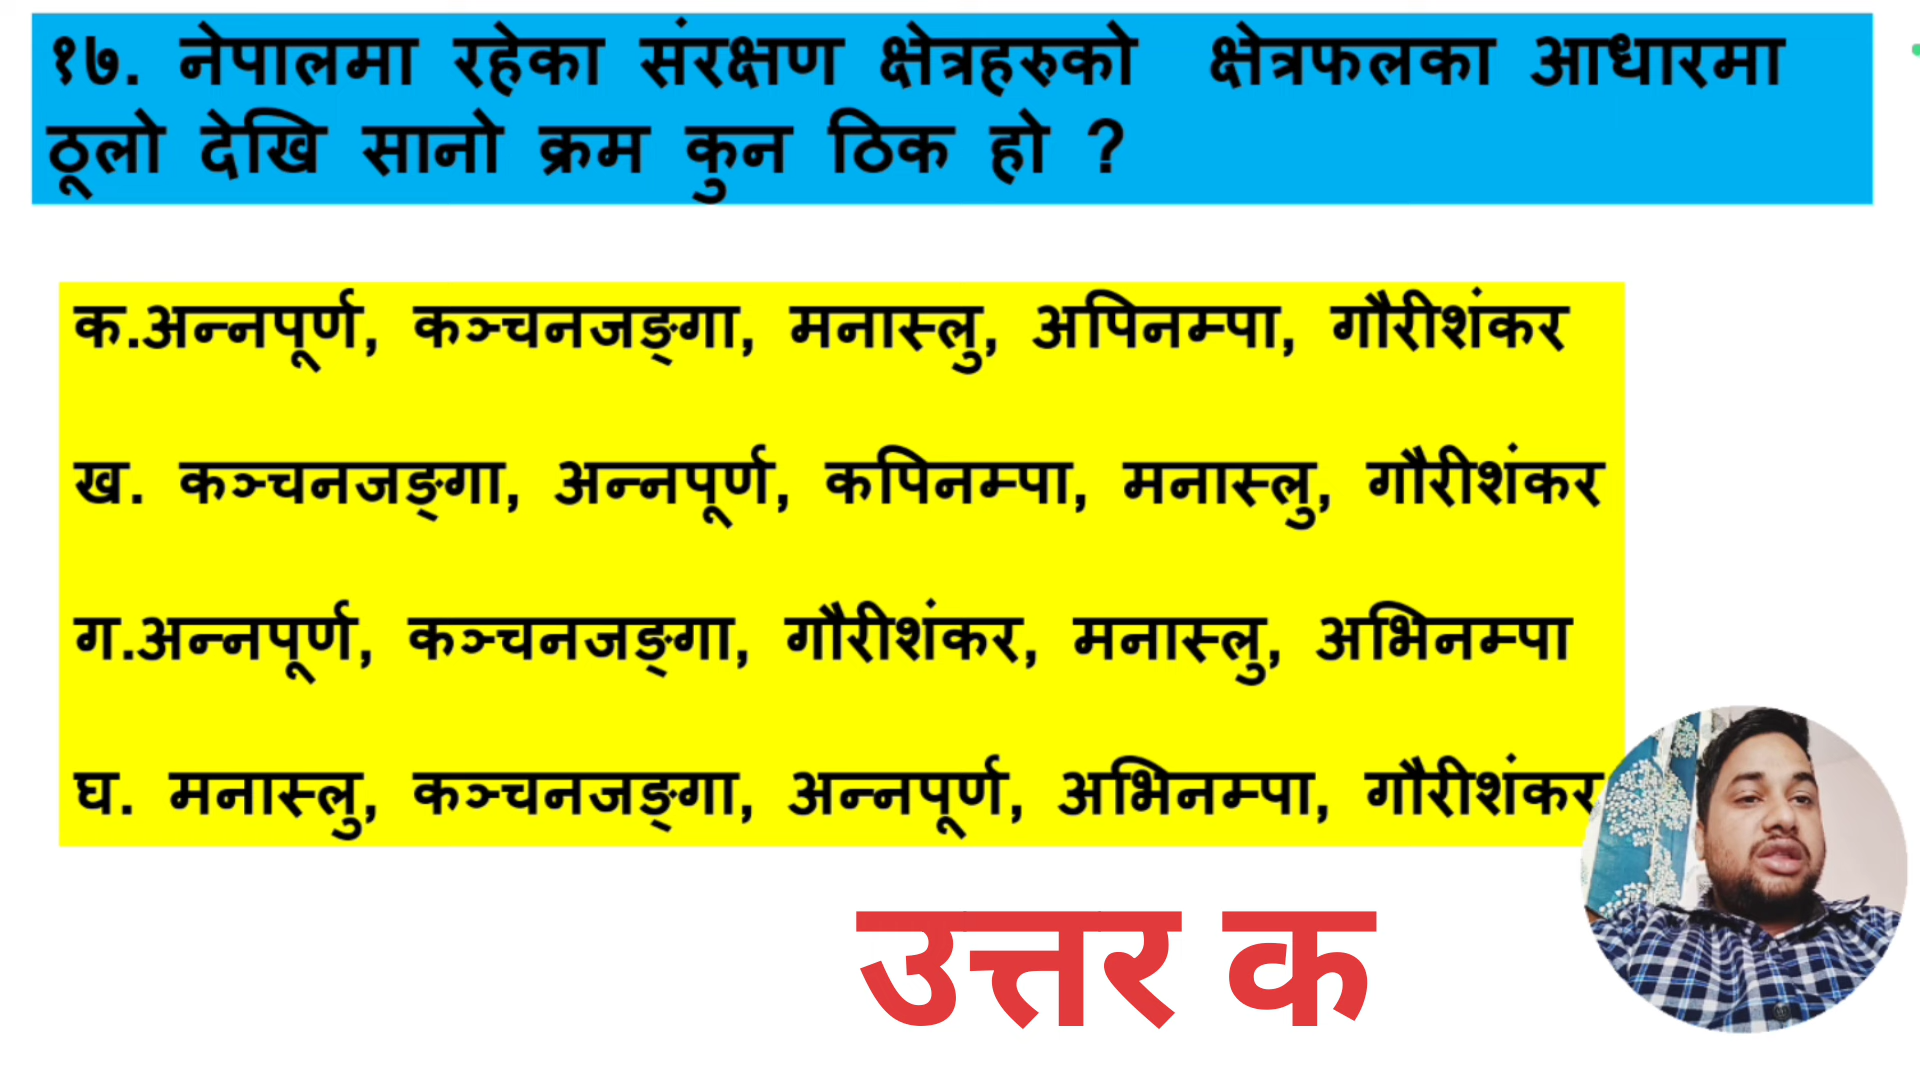 १७. नेपालमा रहेका संरक्षण क्षेत्रहरुको क्षेत्रफलका आधारमा
ठूलो देखि सानो क्रम कुन ठिक हो ?
क.अन्नपूर्ण, कञ्चनजङ्गा, मनास्लु, अपिनम्पा, गौरीशंकर
ख. कञ्चनजङ्गा, अन्नपूर्ण, कपिनम्पा, मनास्लु, गौरीशंकर
ग.अन्नपूर्ण, कञ्चनजङ्गा, गौरीशंकर, मनास्लु, अभिनम्पा
घ. मनास्लु, कञ्चनजङ्गा, अन्नपूर्ण, अभिनम्पा, गौरीशंकर
उत्तर क